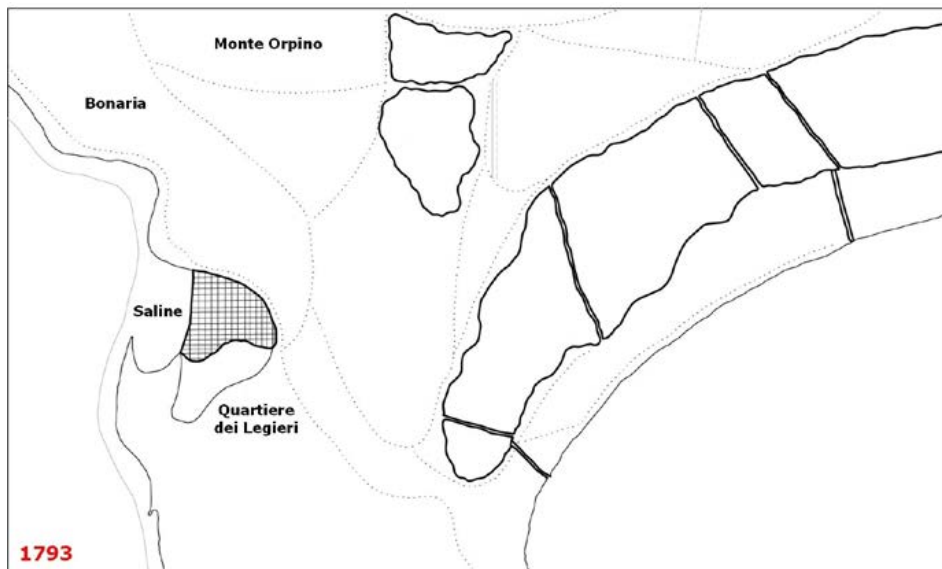 Monte Orpino
Bonaria
Saline
Quartiere
dei Legieri
1793